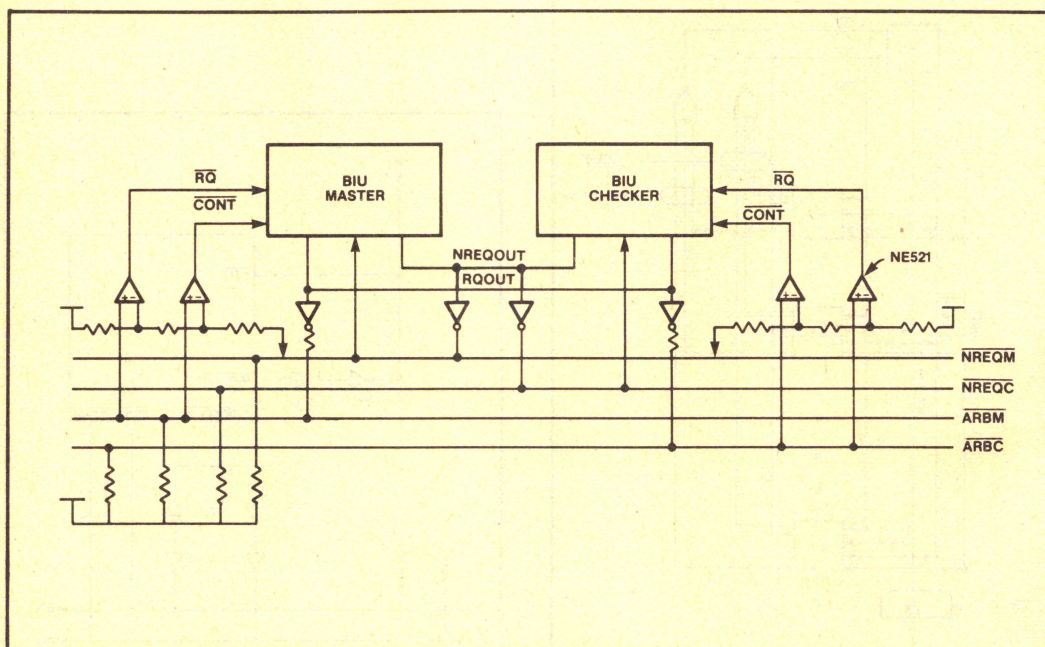 BIU
MASTER
BIU
CHECKER
RQ
CONT
RQ
CONT
NREQOUT
RQOUT
NE521
+-
+-
+-
+-
NREQM
NREQC
ARBM
ARBC